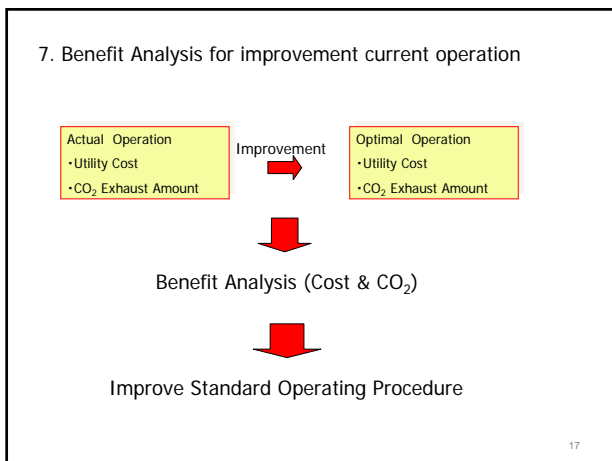 7. Benefit Analysis for improvement current operation
Actual Operation
・Utility Cost
・CO₂ Exhaust Amount
Improvement
Optimal Operation
・Utility Cost
・CO₂ Exhaust Amount
Benefit Analysis (Cost & CO₂)
Improve Standard Operating Procedure
17